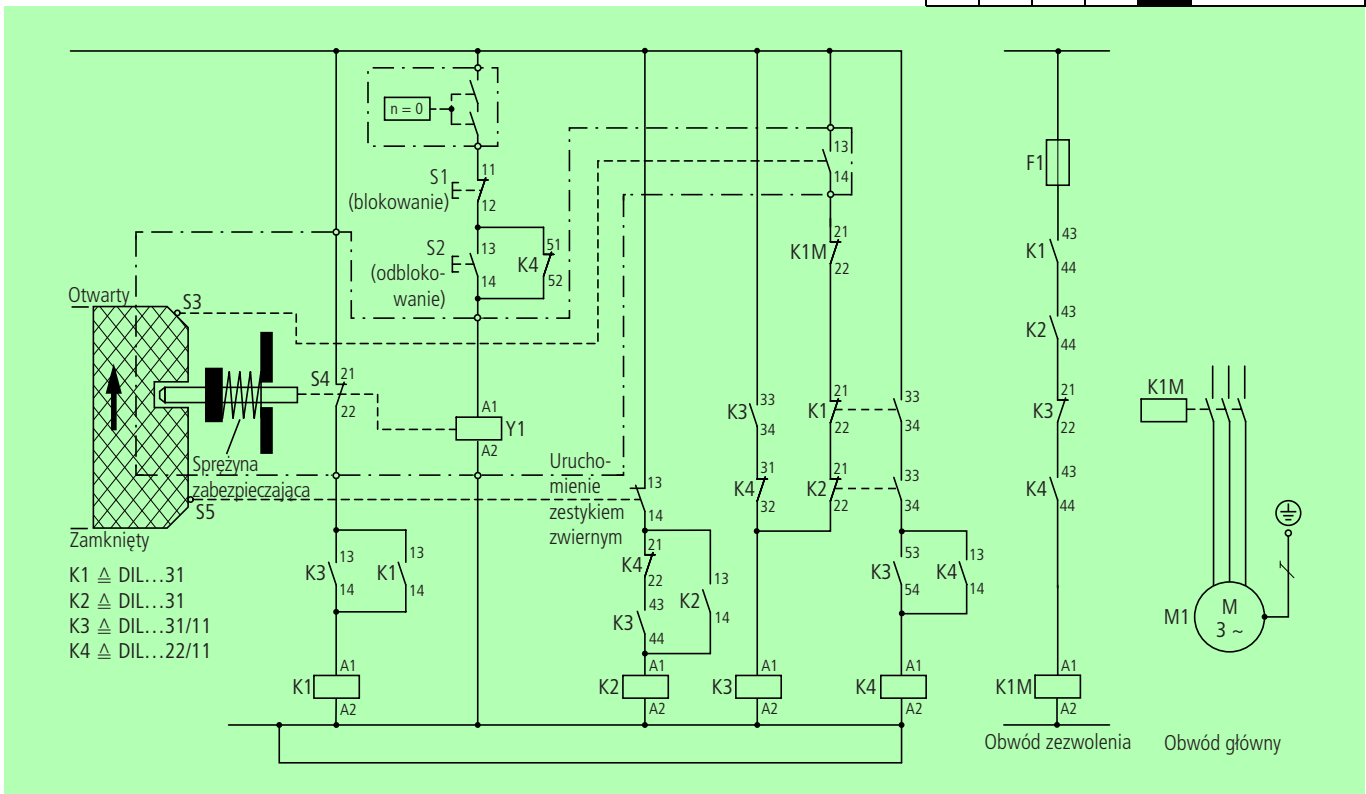 n = 0
S1
(blokowanie)
11
12
S2
(odbloko-
wanie)
13
14
K4
51
52
13
14
K1M
21
22
F1
K1
43
44
K2
43
44
K3
21
22
K4
43
44
K1M
Otwarty
S3
S4
21
22
A1
Y1
A2
Sprężyna
zabezpieczająca
S5
Zamknięty
Urucho-
mienie
zestykiem
zwiernym
13
14
K3
33
34
K4
31
32
K1
21
22
33
34
K2
21
22
33
34
K3
13
14
K1
13
14
K4
21
22
K3
43
44
K2
13
14
K3
53
54
K4
13
14
K1 ≙ DIL...31
K2 ≙ DIL...31
K3 ≙ DIL...31/11
K4 ≙ DIL...22/11
K1
A1
A2
K2
A1
A2
K3
A1
A2
K4
A1
A2
K1M
A1
A2
M1
M
3 ~
Obwód zezwolenia
Obwód główny